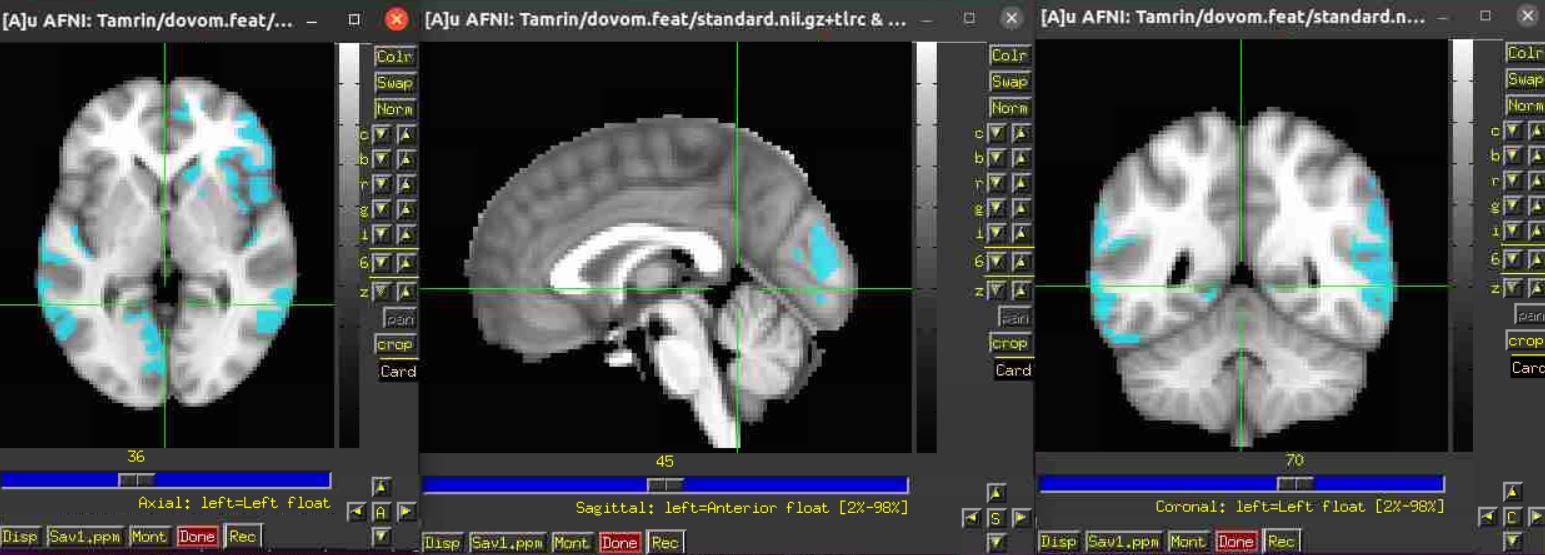 [A]u AFNI: Tamrin/dovom.feat/...
Colr
Swap
Norm
c
b
r
g
i
6
z
pan
crop
Card
36
Axial: left=Left float
A
Disp Sav1.ppm Mont Done Rec
[A]u AFNI: Tamrin/dovom.feat/standard.nii.gz+tlrc & ...
Colr
Swap
Norm
c
b
r
g
i
6
z
pan
crop
Card
45
Sagittal: left=Anterior float [2%-98%]
S
Disp Sav1.ppm Mont Done Rec
[A]u AFNI: Tamrin/dovom.feat/standard.n...
Colr
Swap
Norm
c
b
r
g
i
6
z
pan
crop
Card
70
Coronal: left=Left float [2%-98%]
C
Disp Sav1.ppm Mont Done Rec